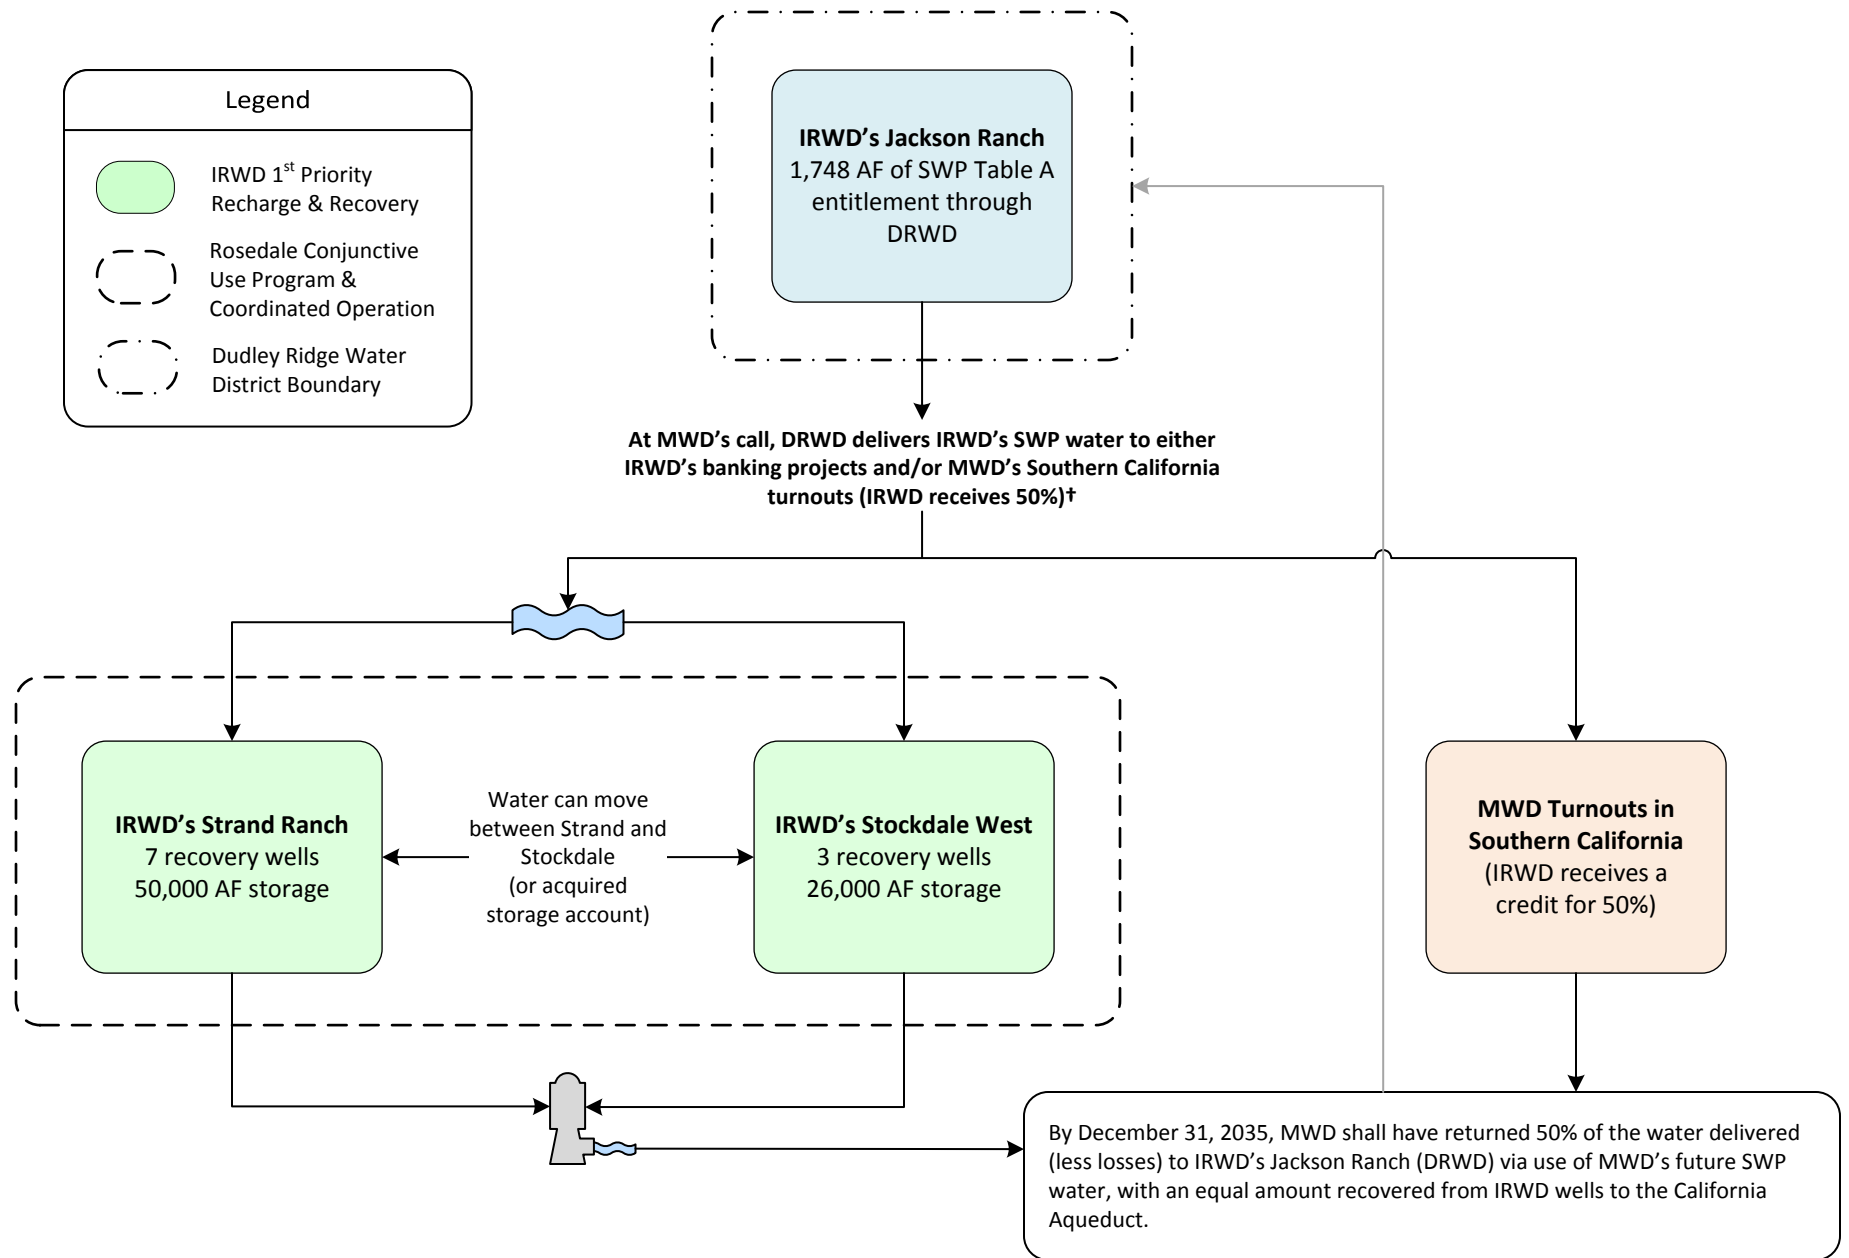 Legend
IRWD 1st Priority
Recharge & Recovery
Rosedale Conjunctive
Use Program &
Coordinated Operation
Dudley Ridge Water
District Boundary
IRWD’s Jackson Ranch
1,748 AF of SWP Table A
entitlement through
DRWD
At MWD’s call, DRWD delivers IRWD’s SWP water to either
IRWD’s banking projects and/or MWD’s Southern California
turnouts (IRWD receives 50%)†
IRWD’s Strand Ranch
7 recovery wells
50,000 AF storage
Water can move
between Strand and
Stockdale
(or acquired
storage account)
IRWD’s Stockdale West
3 recovery wells
26,000 AF storage
MWD Turnouts in
Southern California
(IRWD receives a
credit for 50%)
By December 31, 2035, MWD shall have returned 50% of the water delivered
(less losses) to IRWD’s Jackson Ranch (DRWD) via use of MWD’s future SWP
water, with an equal amount recovered from IRWD wells to the California
Aqueduct.